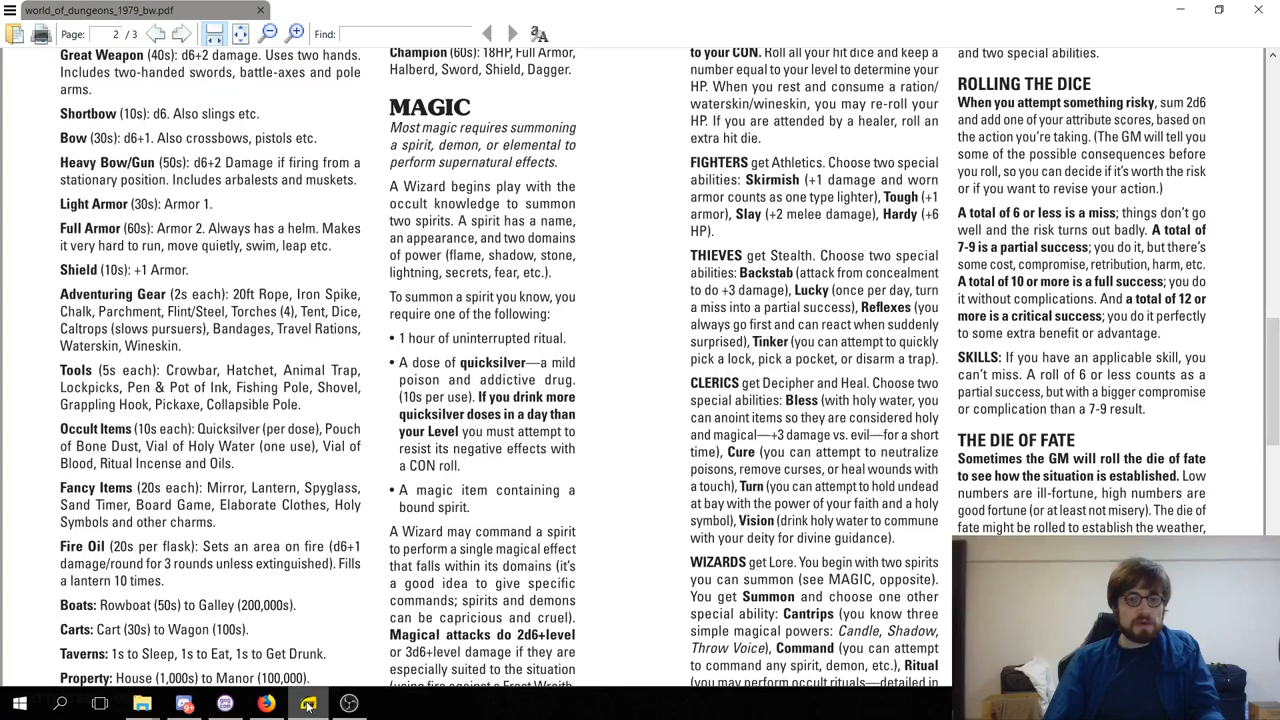 world_of_dungeons_1979_bw.pdf
Page: 2 / 3
Find:
Great Weapon (40s): d6+2 damage. Uses two hands.
Includes two-handed swords, battle-axes and pole
arms.
Shortbow (10s): d6. Also slings etc.
Bow (30s): d6+1. Also crossbows, pistols etc.
Heavy Bow/Gun (50s): d6+2 Damage if firing from a
stationary position. Includes arbalests and muskets.
Light Armor (30s): Armor 1.
Full Armor (60s): Armor 2. Always has a helm. Makes
it very hard to run, move quietly, swim, leap etc.
Shield (10s): +1 Armor.
Adventuring Gear (2s each): 20ft Rope, Iron Spike,
Chalk, Parchment, Flint/Steel, Torches (4), Tent, Dice,
Caltrops (slows pursuers), Bandages, Travel Rations,
Waterskin, Wineskin.
Tools (5s each): Crowbar, Hatchet, Animal Trap,
Lockpicks, Pen & Pot of Ink, Fishing Pole, Shovel,
Grappling Hook, Pickaxe, Collapsible Pole.
Occult Items (10s each): Quicksilver (per dose), Pouch
of Bone Dust, Vial of Holy Water (one use), Vial of
Blood, Ritual Incense and Oils.
Fancy Items (20s each): Mirror, Lantern, Spyglass,
Sand Timer, Board Game, Elaborate Clothes, Holy
Symbols and other charms.
Fire Oil (20s per flask): Sets an area on fire (d6+1
damage/round for 3 rounds unless extinguished). Fills
a lantern 10 times.
Boats: Rowboat (50s) to Galley (200,000s).
Carts: Cart (30s) to Wagon (100s).
Taverns: 1s to Sleep, 1s to Eat, 1s to Get Drunk.
Property: House (1,000s) to Manor (100,000).
Champion (60s): 18HP, Full Armor,
Halberd, Sword, Shield, Dagger.
MAGIC
Most magic requires summoning
a spirit, demon, or elemental to
perform supernatural effects.
A Wizard begins play with the
occult knowledge to summon
two spirits. A spirit has a name,
an appearance, and two domains
of power (flame, shadow, stone,
lightning, secrets, fear, etc.).
To summon a spirit you know, you
require one of the following:
• 1 hour of uninterrupted ritual.
• A dose of quicksilver—a mild
poison and addictive drug.
(10s per use). If you drink more
quicksilver doses in a day than
your Level you must attempt to
resist its negative effects with
a CON roll.
• A magic item containing a
bound spirit.
A Wizard may command a spirit
to perform a single magical effect
that falls within its domains (it's
a good idea to give specific
commands; spirits and demons
can be capricious and cruel).
Magical attacks do 2d6+level
or 3d6+level damage if they are
especially suited to the situation
(using fire against a Frost Wraith,
to your CON. Roll all your hit dice and keep a
number equal to your level to determine your
HP. When you rest and consume a ration/
waterskin/wineskin, you may re-roll your
HP. If you are attended by a healer, roll an
extra hit die.
FIGHTERS get Athletics. Choose two special
abilities: Skirmish (+1 damage and worn
armor counts as one type lighter), Tough (+1
armor), Slay (+2 melee damage), Hardy (+6
HP).
THIEVES get Stealth. Choose two special
abilities: Backstab (attack from concealment
to do +3 damage), Lucky (once per day, turn
a miss into a partial success), Reflexes (you
always go first and can react when suddenly
surprised), Tinker (you can attempt to quickly
pick a lock, pick a pocket, or disarm a trap).
CLERICS get Decipher and Heal. Choose two
special abilities: Bless (with holy water, you
can anoint items so they are considered holy
and magical—+3 damage vs. evil—for a short
time), Cure (you can attempt to neutralize
poisons, remove curses, or heal wounds with
a touch), Turn (you can attempt to hold undead
at bay with the power of your faith and a holy
symbol), Vision (drink holy water to commune
with your deity for divine guidance).
WIZARDS get Lore. You begin with two spirits
you can summon (see MAGIC, opposite).
You get Summon and choose one other
special ability: Cantrips (you know three
simple magical powers: Candle, Shadow,
Throw Voice), Command (you can attempt
to command any spirit, demon, etc.), Ritual
(you may perform occult rituals—detailed in
and two special abilities.
ROLLING THE DICE
When you attempt something risky, sum 2d6
and add one of your attribute scores, based on
the action you're taking. (The GM will tell you
some of the possible consequences before
you roll, so you can decide if it's worth the risk
or if you want to revise your action.)
A total of 6 or less is a miss; things don't go
well and the risk turns out badly. A total of
7-9 is a partial success; you do it, but there's
some cost, compromise, retribution, harm, etc.
A total of 10 or more is a full success; you do
it without complications. And a total of 12 or
more is a critical success; you do it perfectly
to some extra benefit or advantage.
SKILLS: If you have an applicable skill, you
can't miss. A roll of 6 or less counts as a
partial success, but with a bigger compromise
or complication than a 7-9 result.
THE DIE OF FATE
Sometimes the GM will roll the die of fate
to see how the situation is established. Low
numbers are ill-fortune, high numbers are
good fortune (or at least not misery). The die of
fate might be rolled to establish the weather,